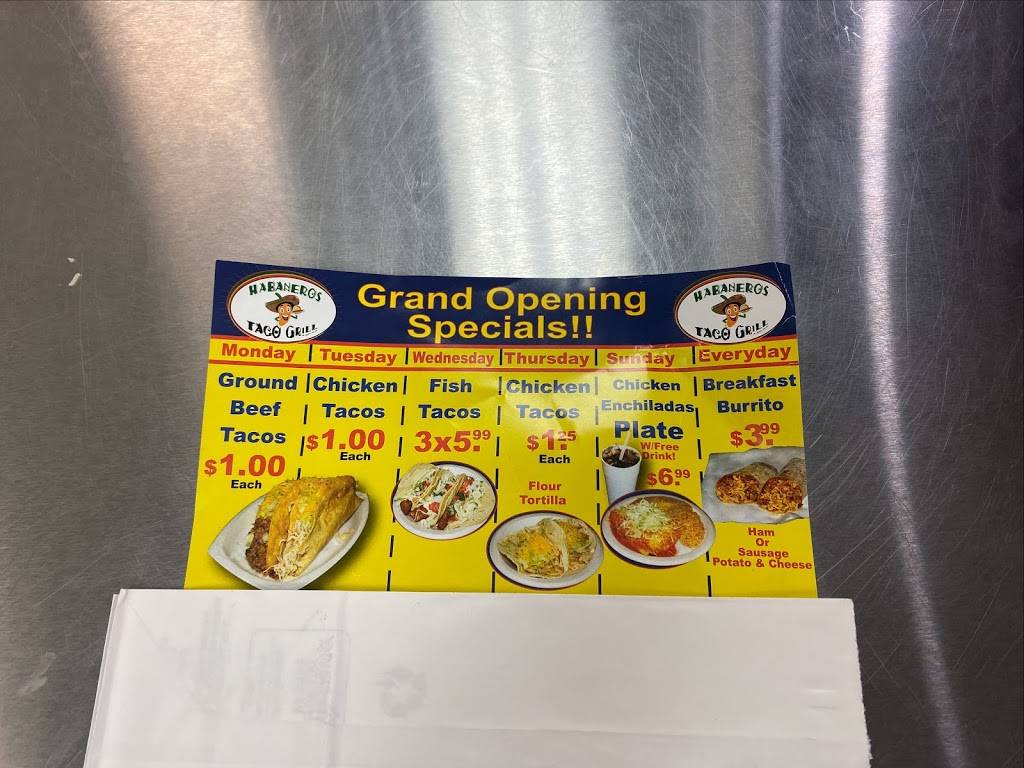 HABANEROS
TACO GRILL
Grand Opening
Specials!!
HABANEROS
TACO GRILL
Monday
Ground
Beef
Tacos
$1.00
Each
Tuesday
Chicken
Tacos
$1.00
Each
Wednesday
Fish
Tacos
3x5.99
Thursday
Chicken
Tacos
$1.25
Each
Flour
Tortilla
Sunday
Chicken
Enchiladas
Plate
W/Free
Drink!
$6.99
Everyday
Breakfast
Burrito
$3.99
Ham
Or
Sausage
Potato & Cheese